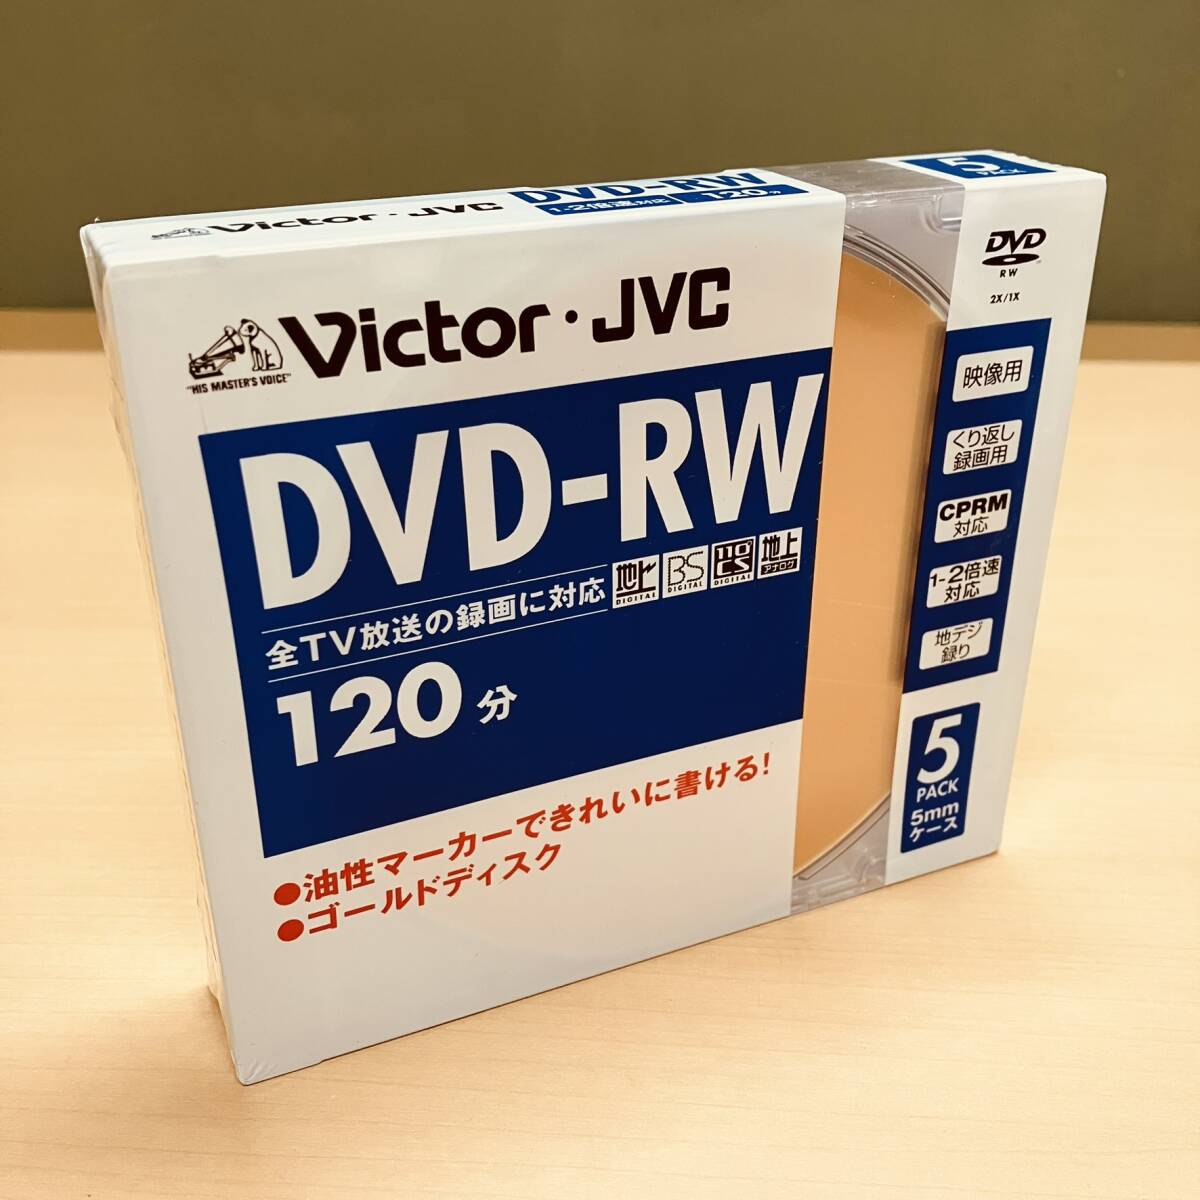 Victor・JVC
DVD-RW
1-2倍速対応
120分
5
PACK
"HIS MASTER'S VOICE"
Victor・JVC
DVD-RW
全TV放送の録画に対応
地上
DIGITAL
BS
DIGITAL
110°
CS
DIGITAL
地上
アナログ
120分
●油性マーカーできれいに書ける!
●ゴールドディスク
DVD
RW
2X/1X
映像用
くり返し
録画用
CPRM
対応
1-2倍速
対応
地デジ
録り
5
PACK
5mm
ケース